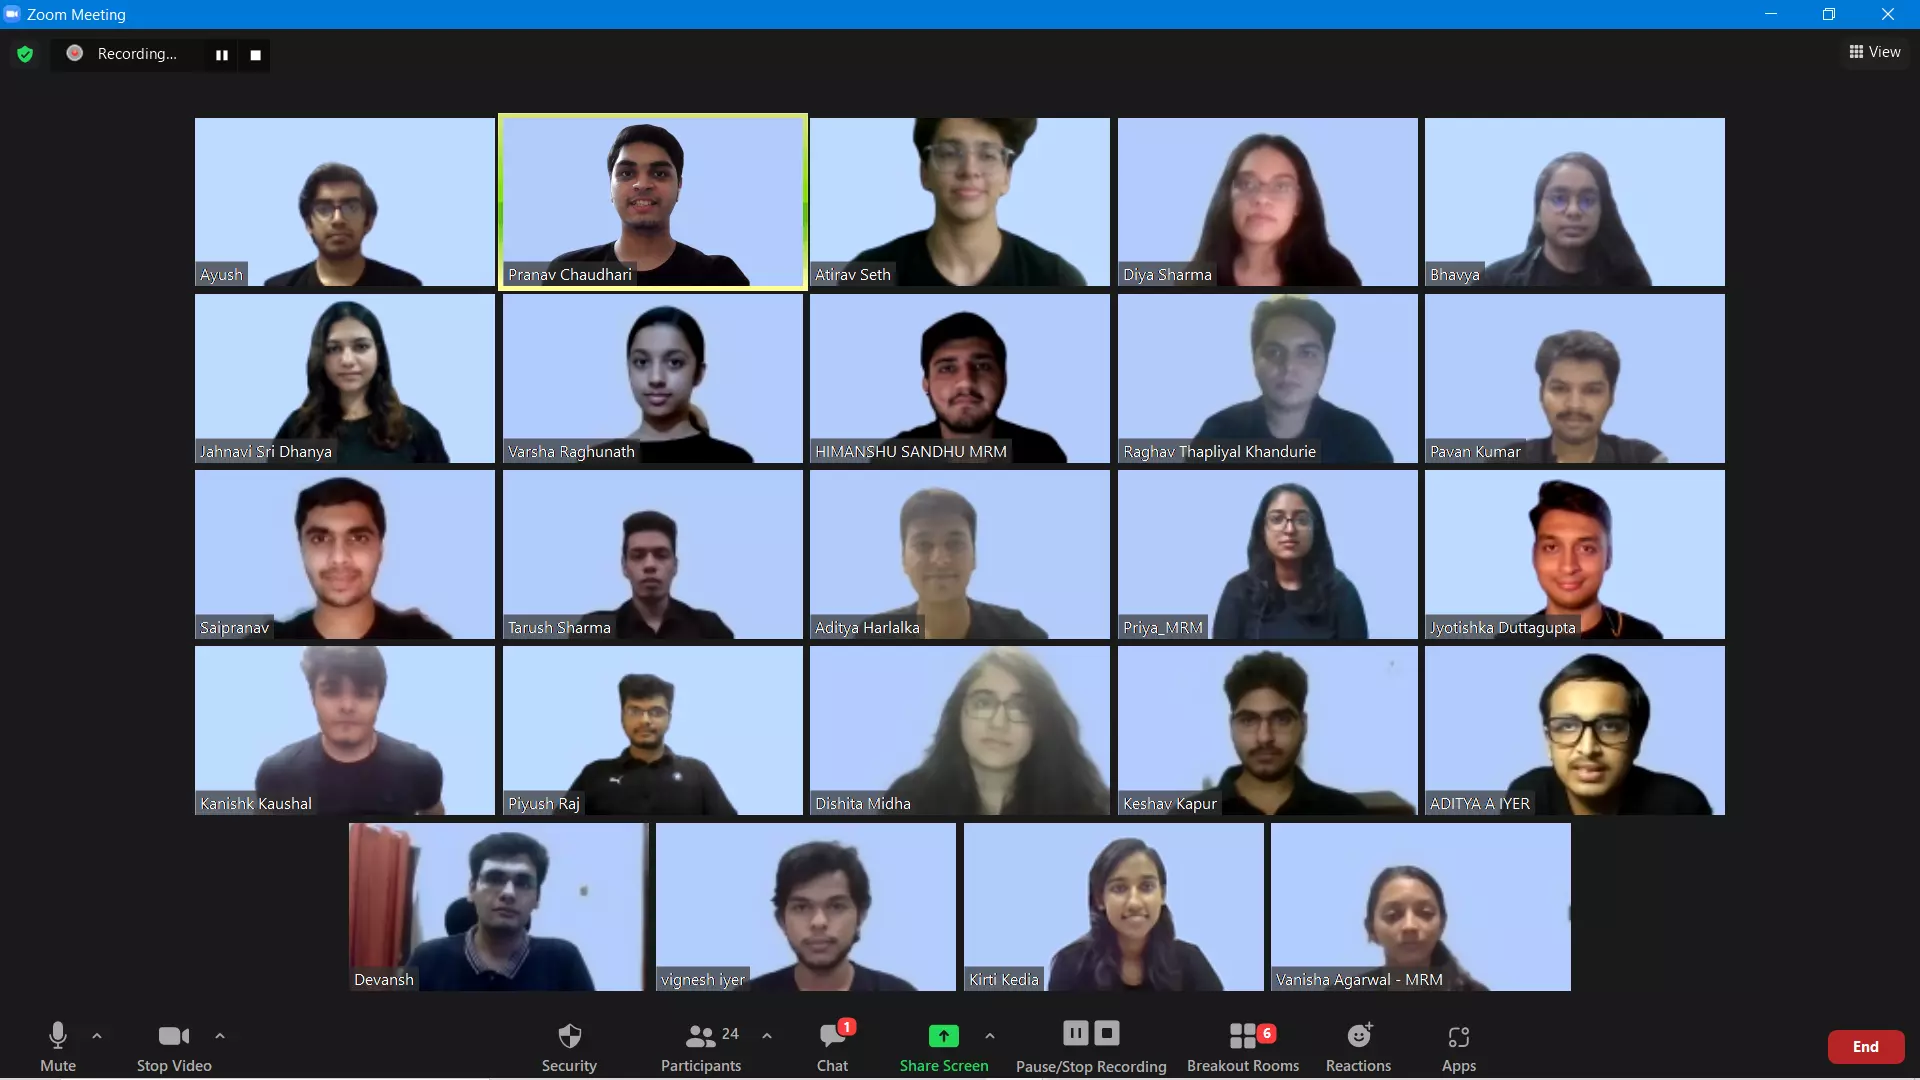 Zoom Meeting
Recording...
View
Ayush
Pranav Chaudhari
Atirav Seth
Diya Sharma
Bhavya
Jahnavi Sri Dhanya
Varsha Raghunath
HIMANSHU SANDHU MRM
Raghav Thapliyal Khandurie
Pavan Kumar
Saipranav
Tarush Sharma
Aditya Harlalka
Priya_MRM
Jyotishka Duttagupta
Kanishk Kaushal
Piyush Raj
Dishita Midha
Keshav Kapur
ADITYA A IYER
Devansh
vignesh iyer
Kirti Kedia
Vanisha Agarwal - MRM
24
1
6
Mute
Stop Video
Security
Participants
Chat
Share Screen
Pause/Stop Recording
Breakout Rooms
Reactions
Apps
End